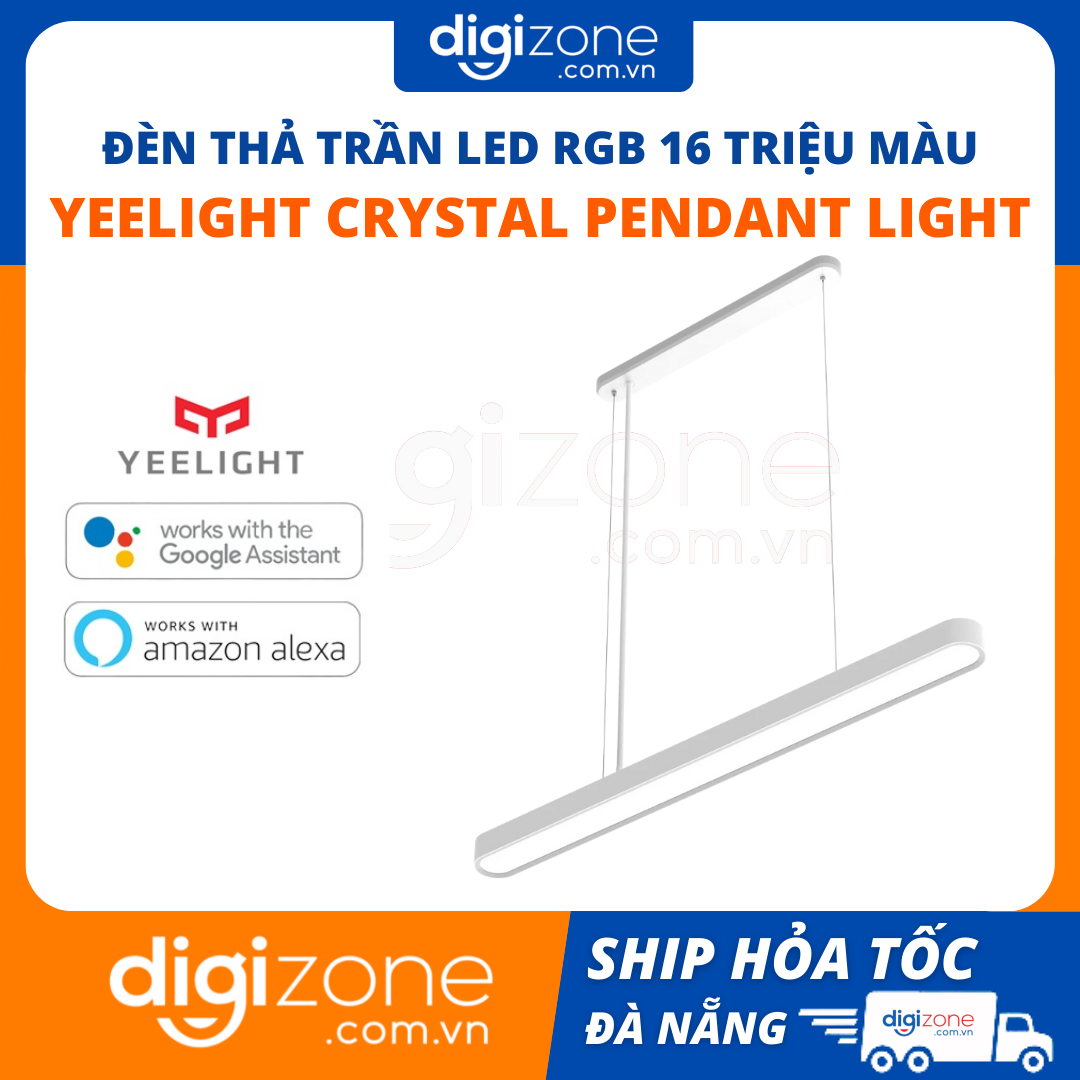 digizone
.com.vn
ĐÈN THẢ TRẦN LED RGB 16 TRIỆU MÀU
YEELIGHT CRYSTAL PENDANT LIGHT
YEELIGHT
works with the
Google Assistant
WORKS WITH
amazon alexa
digizone
.com.vn
digizone
.com.vn
SHIP HỎA TỐC
ĐÀ NẴNG
digizone
.com.vn